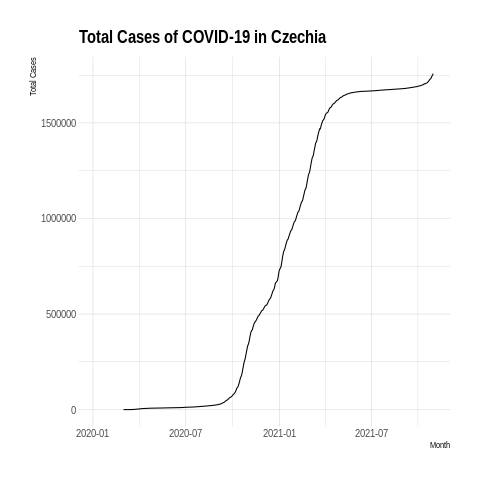 Total Cases of COVID-19 in Czechia
Total Cases
1500000
1000000
500000
0
2020-01 2020-07 2021-01 2021-07
Month